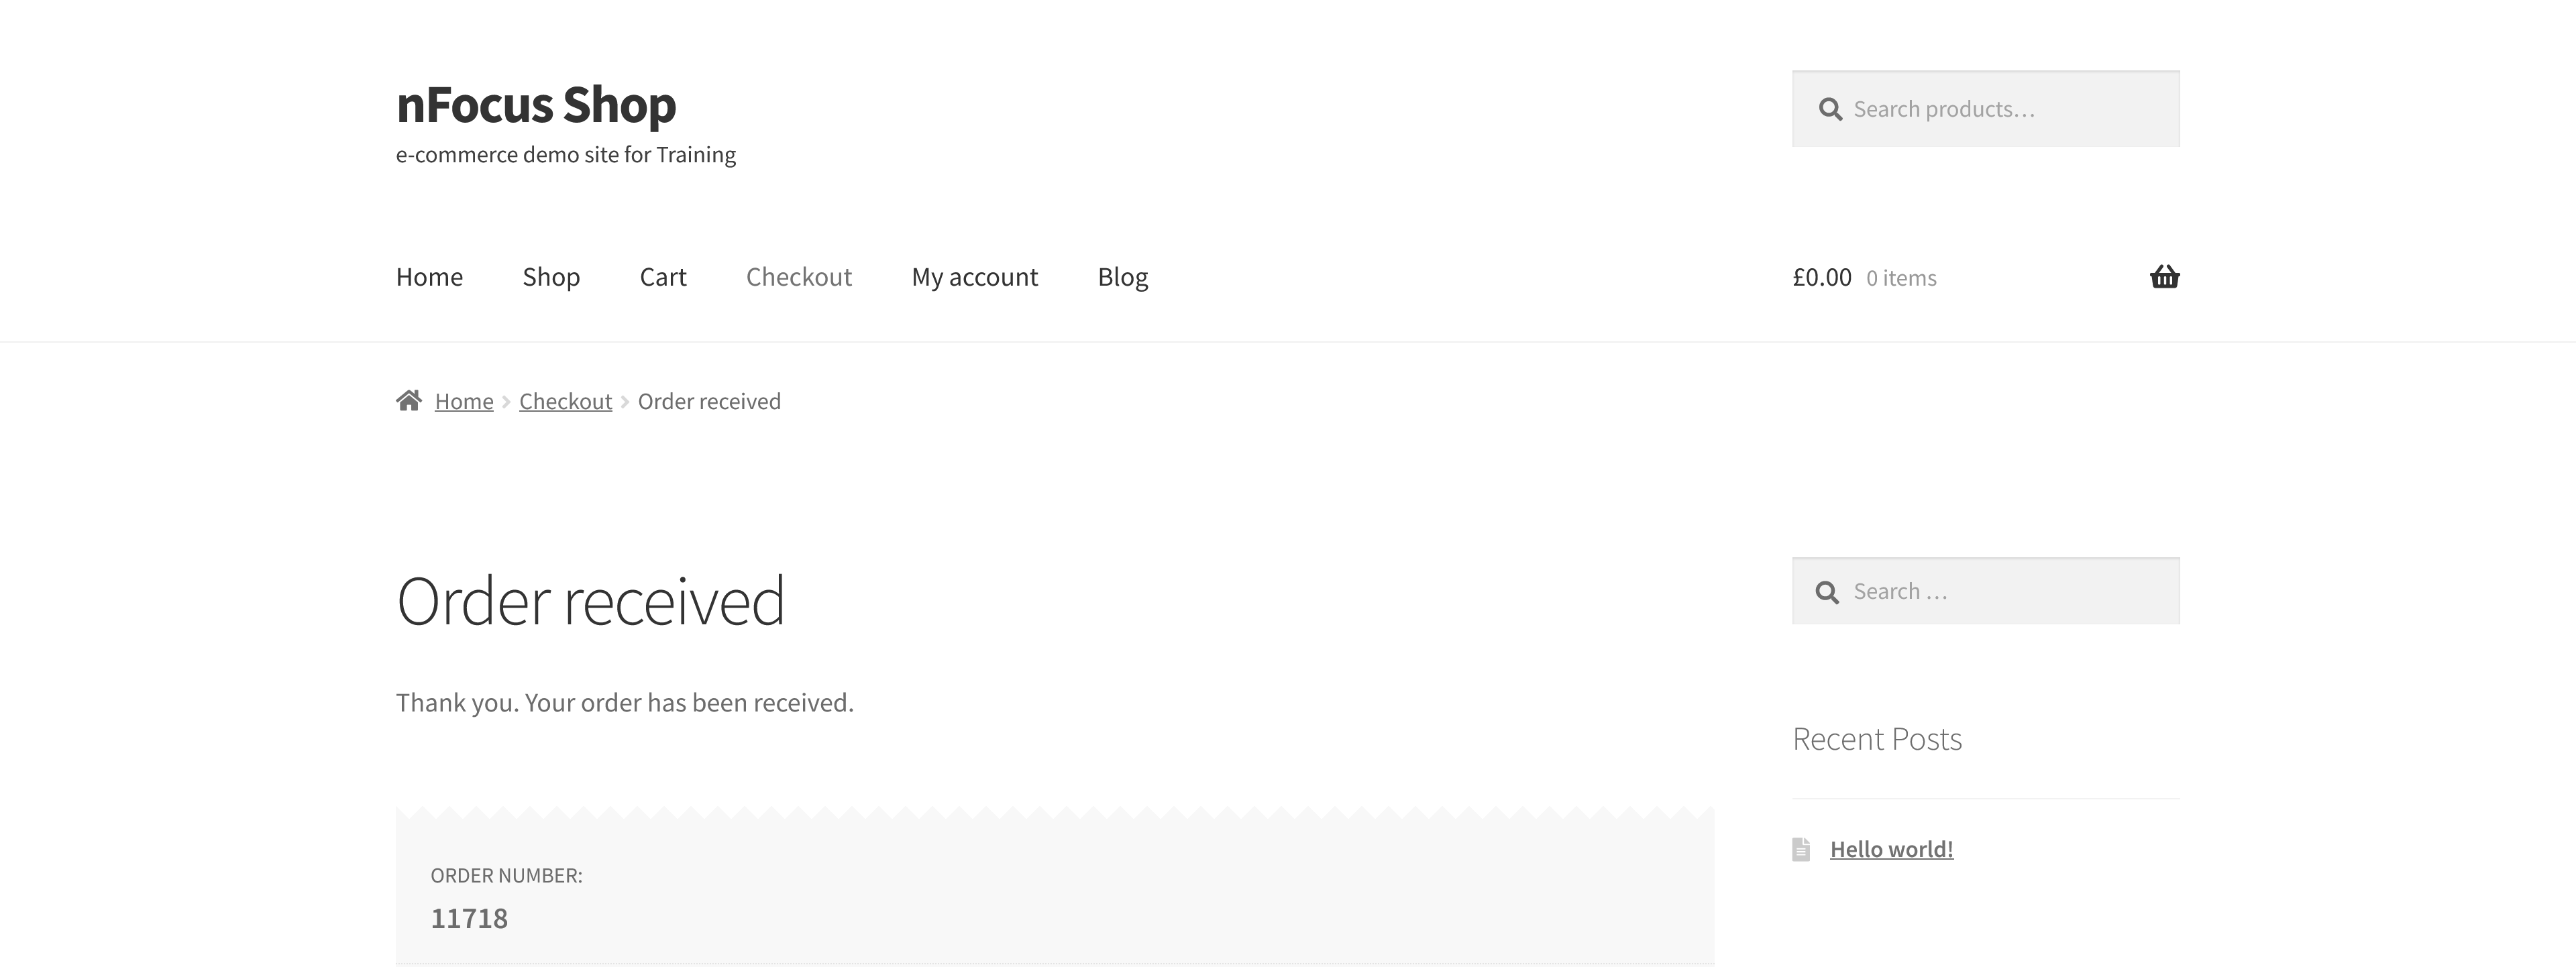 nFocus Shop
e-commerce demo site for Training
Search products…
Home Shop Cart Checkout My account Blog
£0.00 0 items
Home Checkout Order received
Order received
Thank you. Your order has been received.
ORDER NUMBER:
11718
Search …
Recent Posts
Hello world!